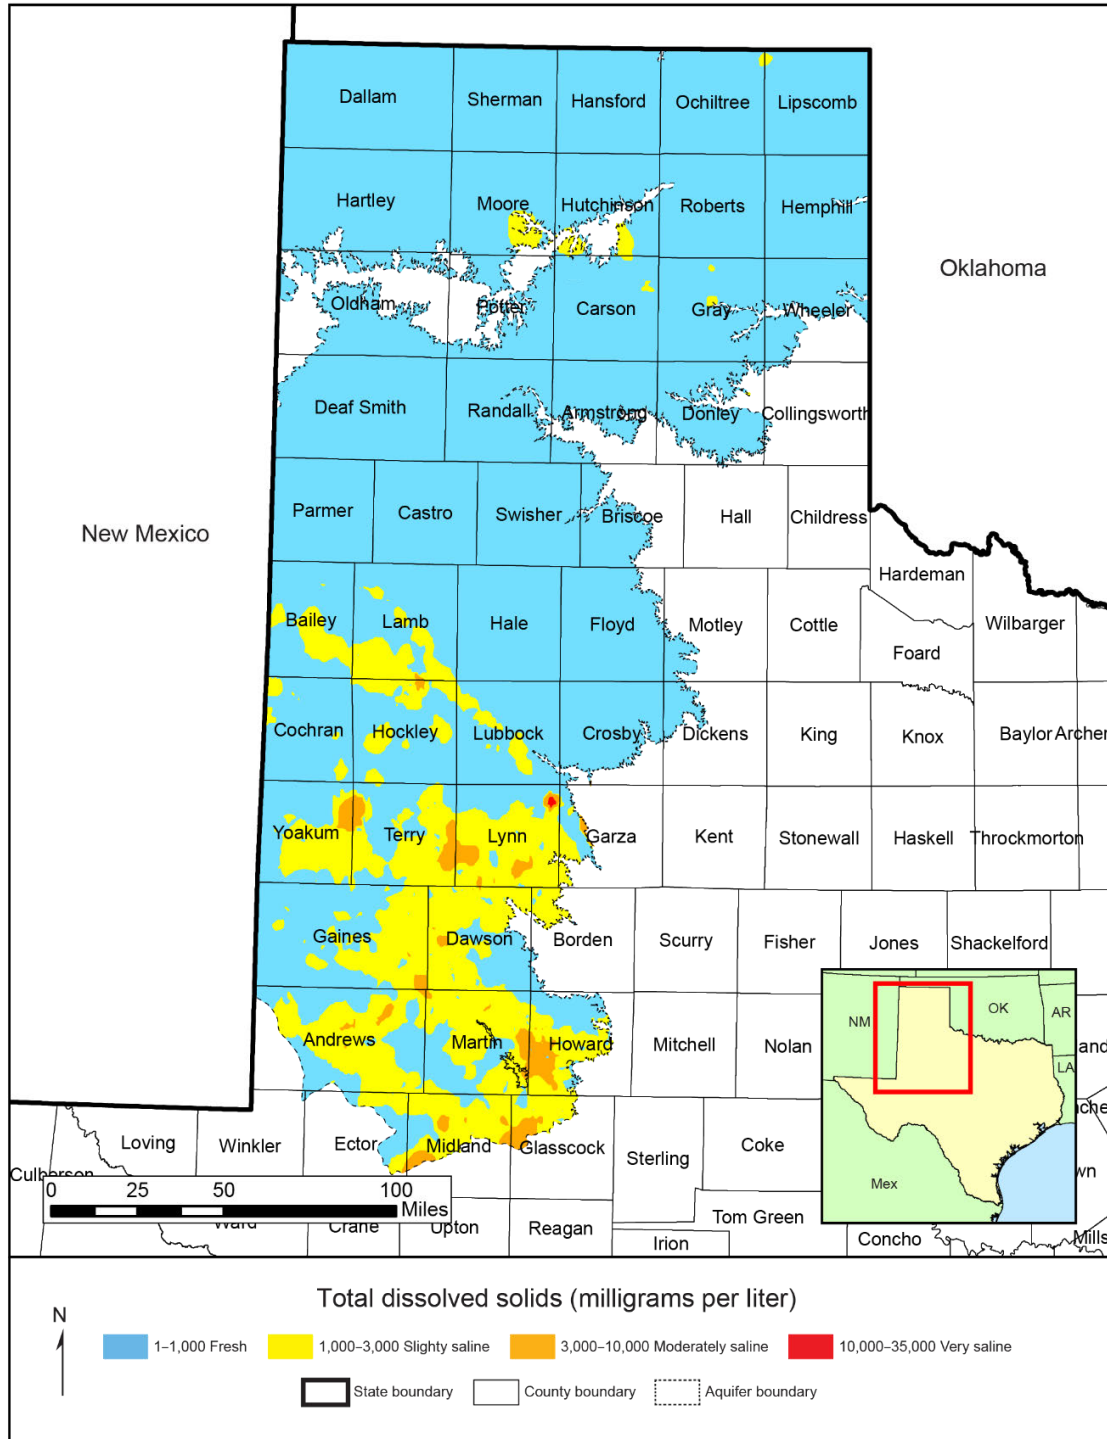 Dallam
Sherman
Hansford
Ochiltree
Lipscomb
Hartley
Moore
Hutchinson
Roberts
Hemphill
Oklahoma
Oldham
Potter
Carson
Gray
Wheeler
Deaf Smith
Randall
Armstrong
Donley
Collingsworth
New Mexico
Parmer
Castro
Swisher
Briscoe
Hall
Childress
Hardeman
Bailey
Lamb
Hale
Floyd
Motley
Cottle
Foard
Wilbarger
Cochran
Hockley
Lubbock
Crosby
Dickens
King
Knox
Baylor
Archer
Yoakum
Terry
Lynn
Garza
Kent
Stonewall
Haskell
Throckmorton
Gaines
Dawson
Borden
Scurry
Fisher
Jones
Shackelford
Andrews
Martin
Howard
Mitchell
Nolan
NM
OK
AR
LA
Mex
and
Loving
Winkler
Ector
Midland
Glasscock
Sterling
Coke
Culberson
wn
0 25 50 100
Miles
Ward
Crane
Upton
Reagan
Tom Green
Irion
Concho
Mills
Total dissolved solids (milligrams per liter)
N
1–1,000 Fresh
1,000–3,000 Slighty saline
3,000–10,000 Moderately saline
10,000–35,000 Very saline
State boundary
County boundary
Aquifer boundary